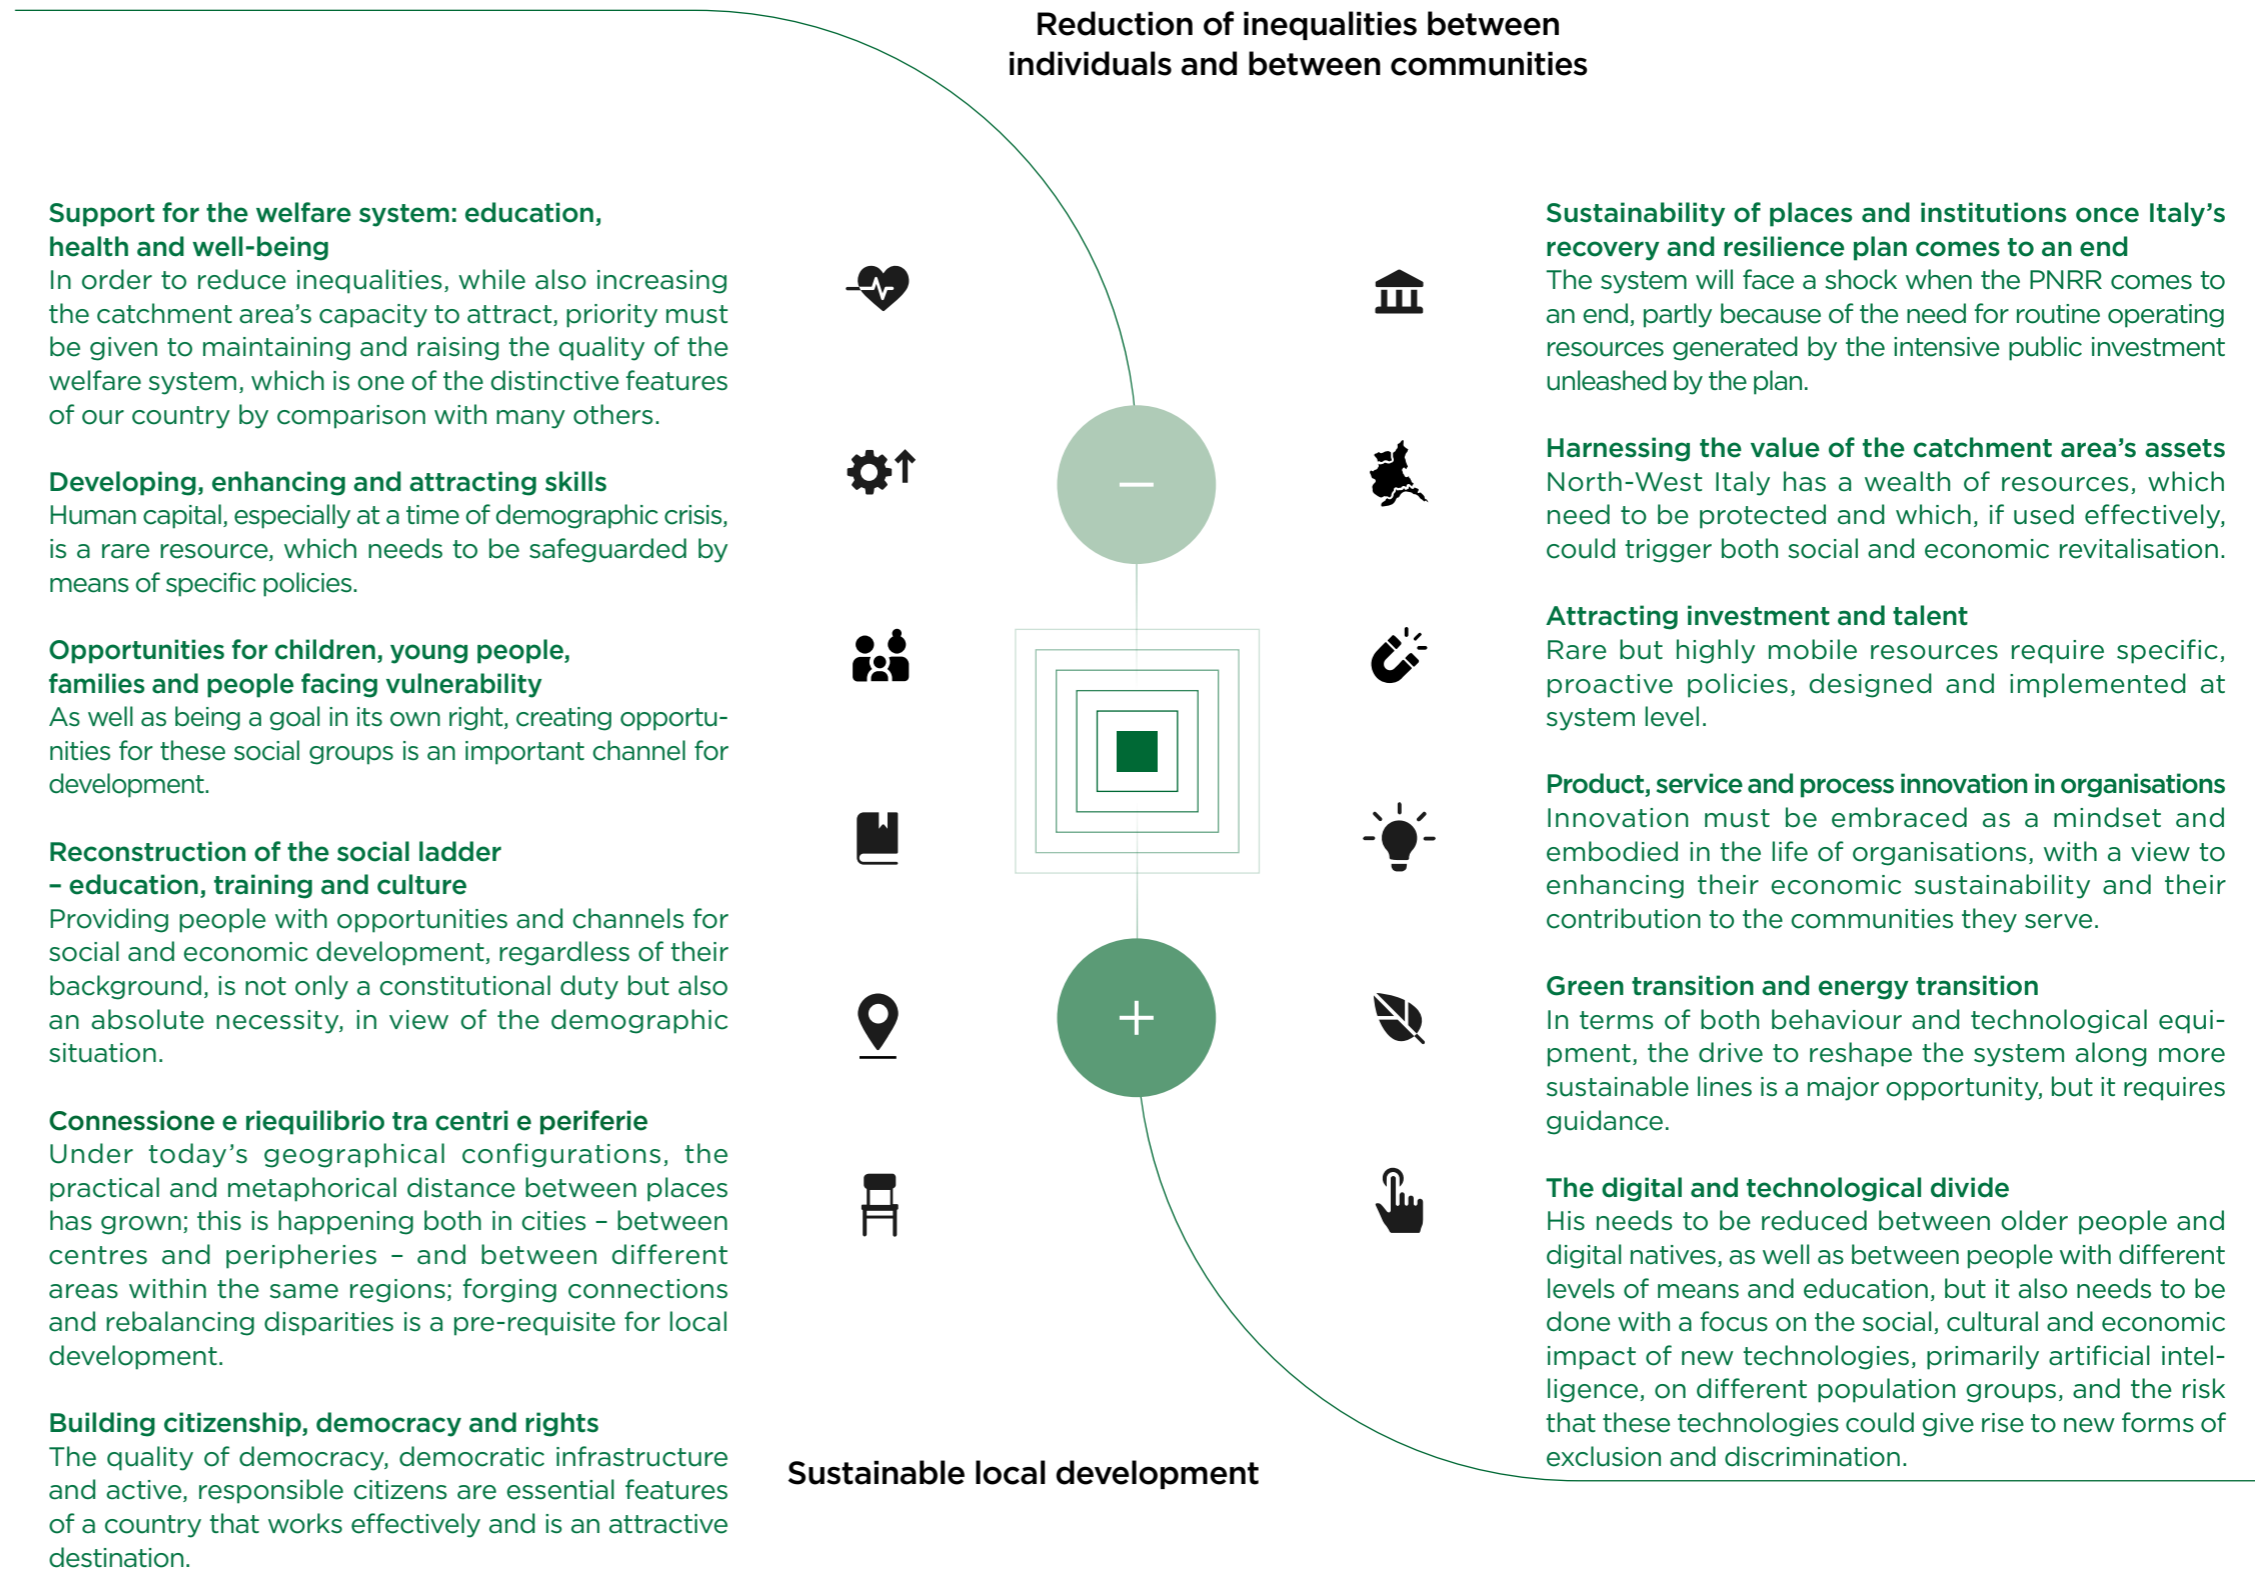 Reduction of inequalities between
individuals and between communities
Support for the welfare system: education,
health and well-being
In order to reduce inequalities, while also increasing
the catchment area’s capacity to attract, priority must
be given to maintaining and raising the quality of the
welfare system, which is one of the distinctive features
of our country by comparison with many others.
Developing, enhancing and attracting skills
Human capital, especially at a time of demographic crisis,
is a rare resource, which needs to be safeguarded by
means of specific policies.
Opportunities for children, young people,
families and people facing vulnerability
As well as being a goal in its own right, creating opportu-
nities for these social groups is an important channel for
development.
Reconstruction of the social ladder
– education, training and culture
Providing people with opportunities and channels for
social and economic development, regardless of their
background, is not only a constitutional duty but also
an absolute necessity, in view of the demographic
situation.
Connessione e riequilibrio tra centri e periferie
Under today’s geographical configurations, the
practical and metaphorical distance between places
has grown; this is happening both in cities – between
centres and peripheries – and between different
areas within the same regions; forging connections
and rebalancing disparities is a pre-requisite for local
development.
Building citizenship, democracy and rights
The quality of democracy, democratic infrastructure
and active, responsible citizens are essential features
of a country that works effectively and is an attractive
destination.
–
+
Sustainable local development
Sustainability of places and institutions once Italy’s
recovery and resilience plan comes to an end
The system will face a shock when the PNRR comes to
an end, partly because of the need for routine operating
resources generated by the intensive public investment
unleashed by the plan.
Harnessing the value of the catchment area’s assets
North-West Italy has a wealth of resources, which
need to be protected and which, if used effectively,
could trigger both social and economic revitalisation.
Attracting investment and talent
Rare but highly mobile resources require specific,
proactive policies, designed and implemented at
system level.
Product, service and process innovation in organisations
Innovation must be embraced as a mindset and
embodied in the life of organisations, with a view to
enhancing their economic sustainability and their
contribution to the communities they serve.
Green transition and energy transition
In terms of both behaviour and technological equi-
pment, the drive to reshape the system along more
sustainable lines is a major opportunity, but it requires
guidance.
The digital and technological divide
His needs to be reduced between older people and
digital natives, as well as between people with different
levels of means and education, but it also needs to be
done with a focus on the social, cultural and economic
impact of new technologies, primarily artificial intel-
ligence, on different population groups, and the risk
that these technologies could give rise to new forms of
exclusion and discrimination.